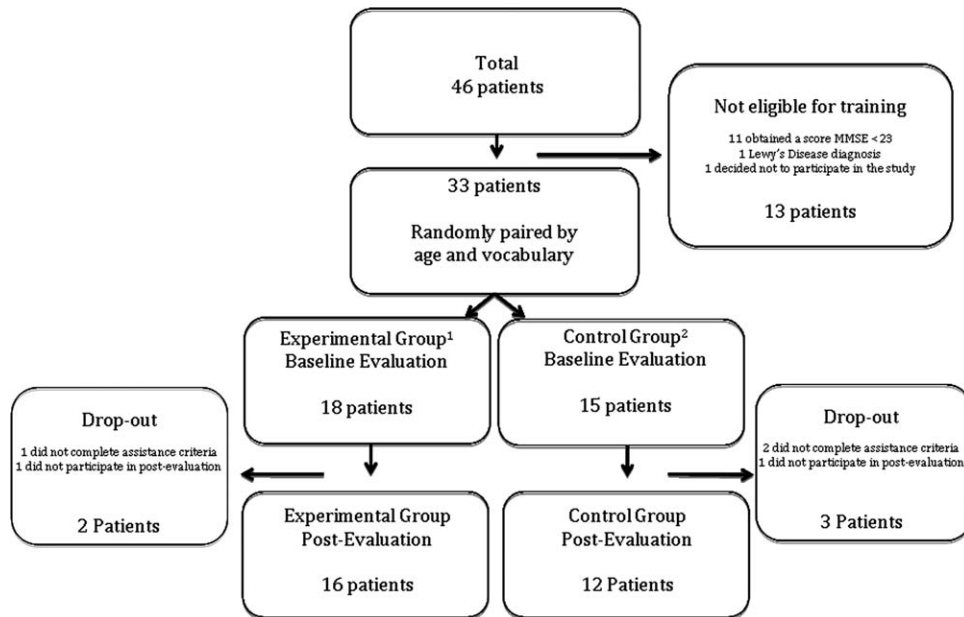 Total
46 patients
Not eligible for training
11 obtained a score MMSE <23
1 Lewy's Disease diagnosis
1 decided not to participate in the study
13 patients
33 patients
Randomly paired by
age and vocabulary
Experimental Group¹
Baseline Evaluation
18 patients
Control Group²
Baseline Evaluation
15 patients
Drop-out
1 did not complete assistance criteria
1 did not participate in post-evaluation
2 Patients
Drop-out
2 did not complete assistance criteria
1 did not participate in post-evaluation
3 Patients
Experimental Group
Post-Evaluation
16 patients
Control Group
Post-Evaluation
12 Patients